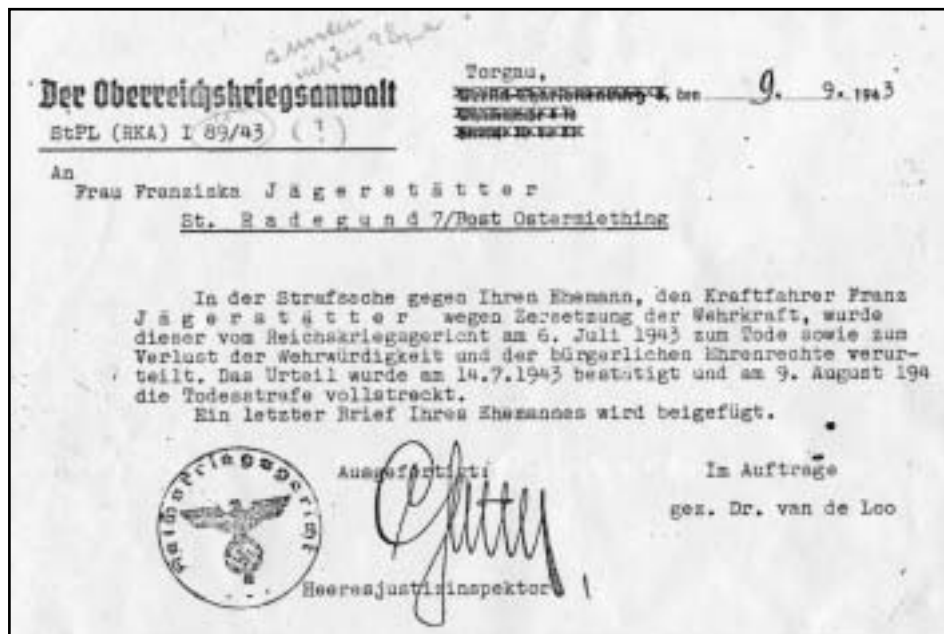 Torgau,
Der Oberreichskriegsanwalt
den 9. 9. 1943
StPL (RKA) I 89/43 (!)
An
Frau Franziska Jägerstätter
St. Radegund 7/Post Ostermiething
In der Strafsache gegen Ihren Ehemann, den Kraftfahrer Franz
Jägerstätter wegen Zersetzung der Wehrkraft, wurde
dieser vom Reichskriegsgericht am 6. Juli 1943 zum Tode sowie zum
Verlust der Wehrwürdigkeit und der bürgerlichen Ehrenrechte verur-
teilt. Das Urteil wurde am 14.7.1943 bestätigt und am 9. August 194
die Todesstrafe vollstreckt.
Ein letzter Brief Ihres Ehemannes wird beigefügt.
Ausgefertigt:
Im Auftrage
gez. Dr. van de Loo
Reichskriegsgericht
Heeresjustizinspektor